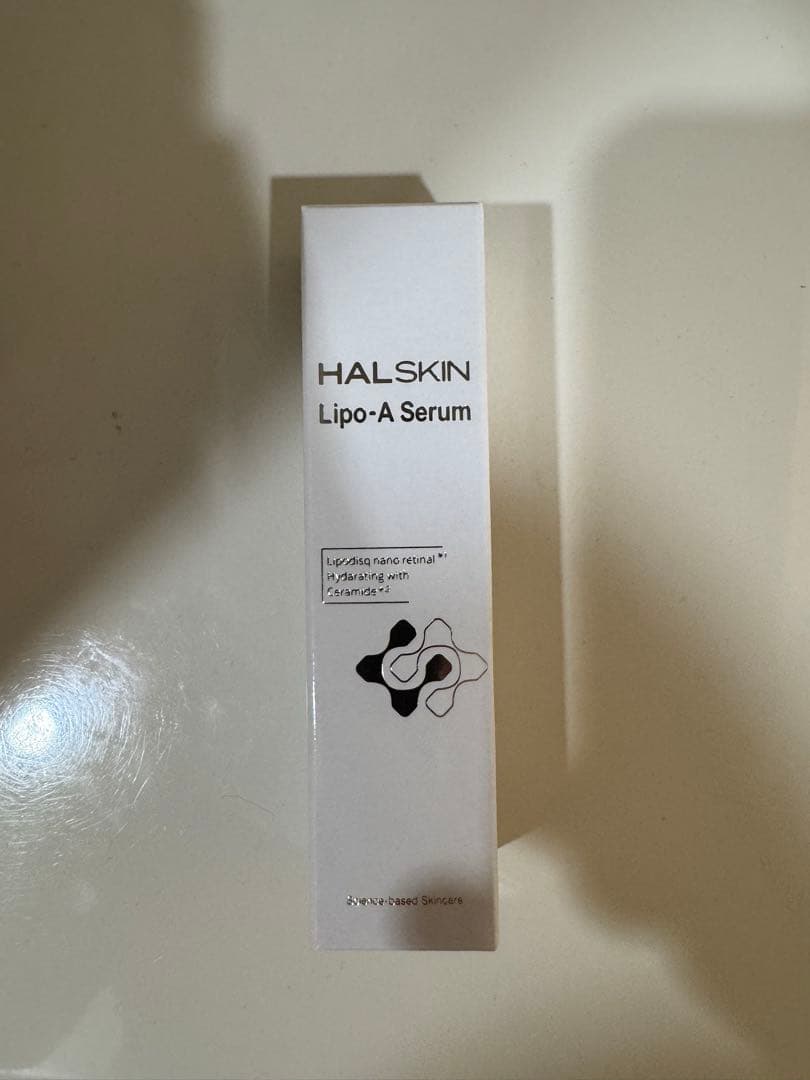 HALSKIN
Lipo-A Serum
Lipodisq nano retinal *1
Hydarating with
Ceramide *2
Science-based Skincare